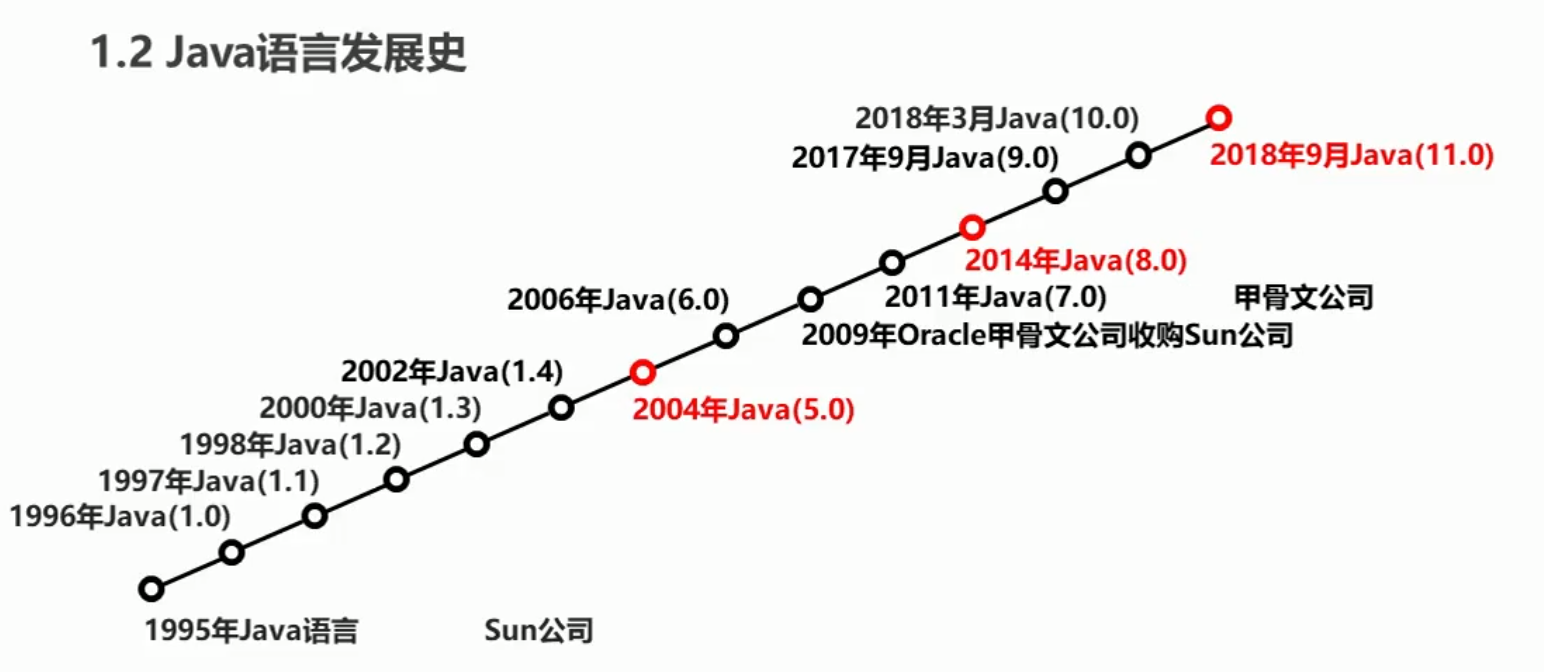 1.2 Java语言发展史
2018年3月Java(10.0)
2017年9月Java(9.0)
2018年9月Java(11.0)
2014年Java(8.0)
2006年Java(6.0)
2011年Java(7.0)
甲骨文公司
2009年Oracle甲骨文公司收购Sun公司
2002年Java(1.4)
2000年Java(1.3)
2004年Java(5.0)
1998年Java(1.2)
1997年Java(1.1)
1996年Java(1.0)
1995年Java语言
Sun公司